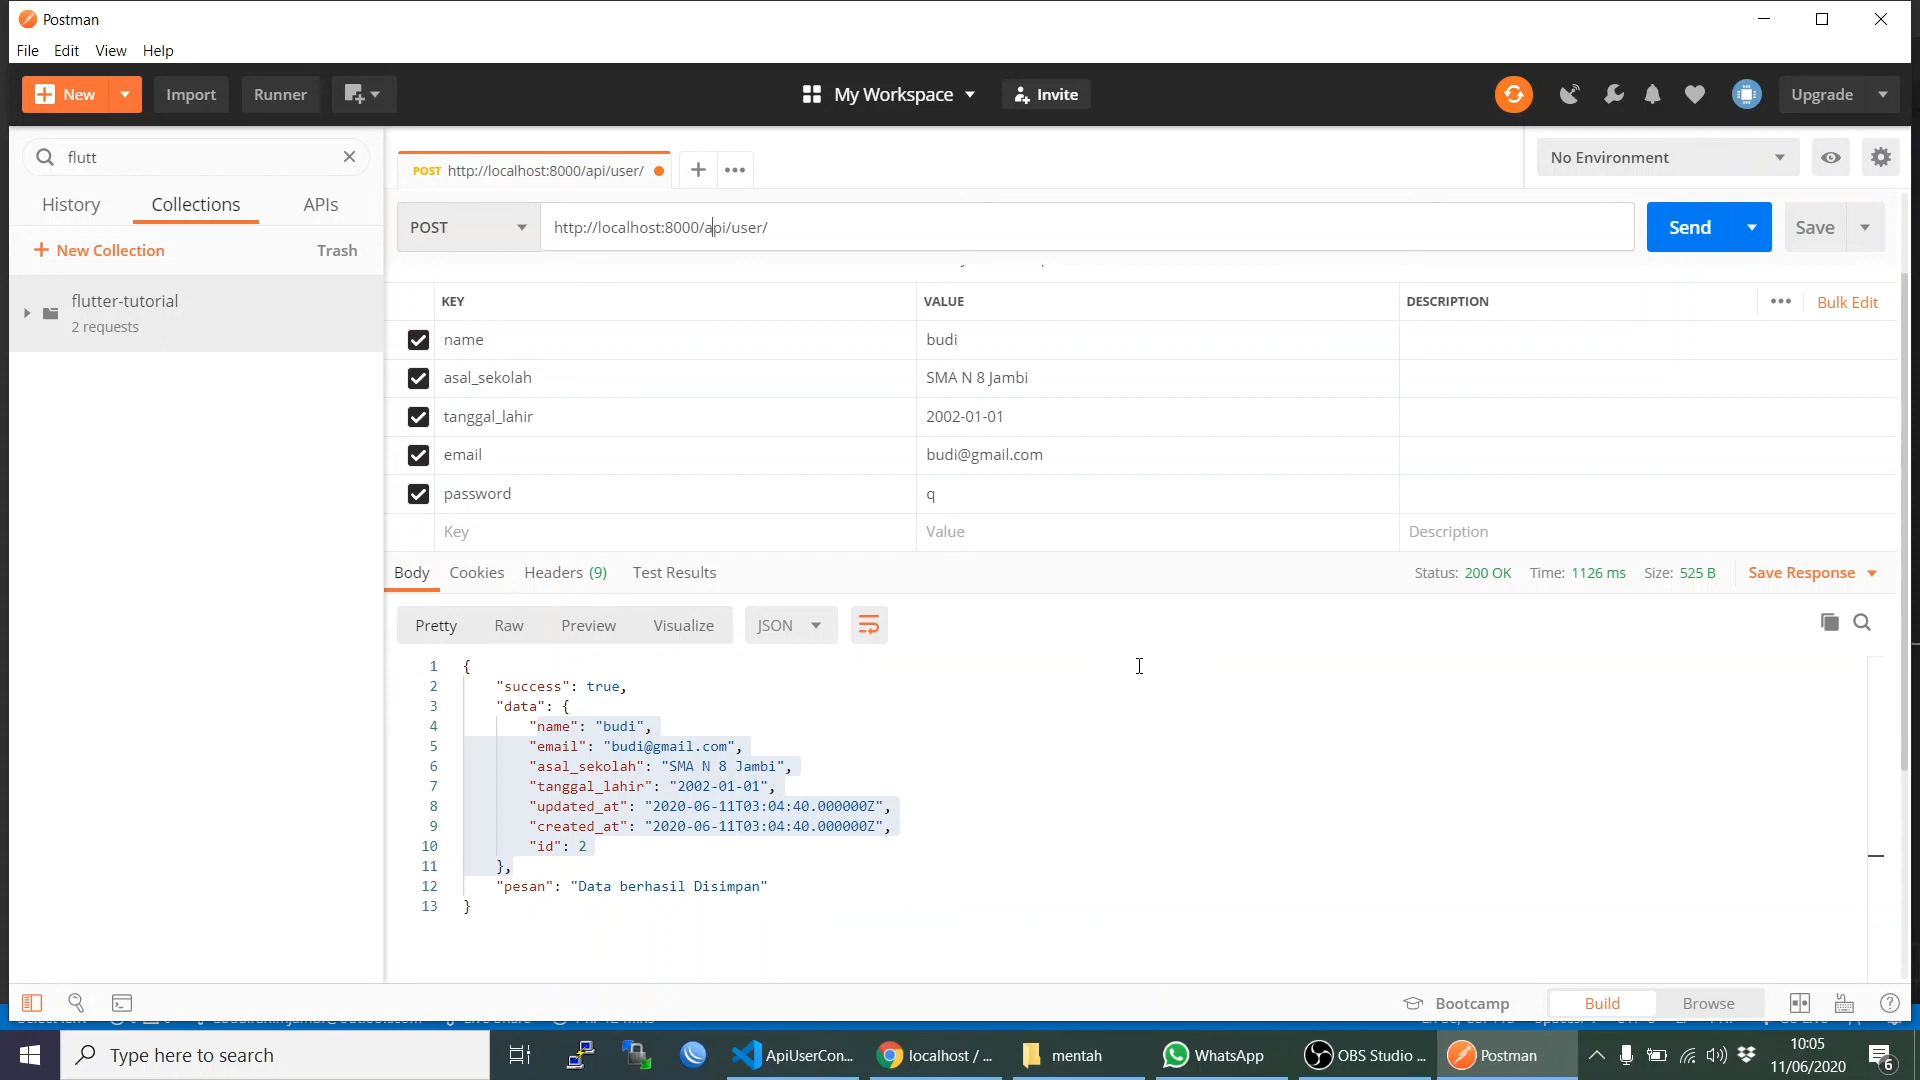 Postman
File Edit View Help
New Import Runner My Workspace Invite Upgrade
flutt
History Collections APIs
New Collection Trash
flutter-tutorial
2 requests
POST http://localhost:8000/api/user/
No Environment
POST http://localhost:8000/api/user/ Send Save
KEY VALUE DESCRIPTION Bulk Edit
name budi
asal_sekolah SMA N 8 Jambi
tanggal_lahir 2002-01-01
email budi@gmail.com
password q
Key Value Description
Body Cookies Headers (9) Test Results Status: 200 OK Time: 1126 ms Size: 525 B Save Response
Pretty Raw Preview Visualize JSON
1 {
2 "success": true,
3 "data": {
4 "name": "budi",
5 "email": "budi@gmail.com",
6 "asal_sekolah": "SMA N 8 Jambi",
7 "tanggal_lahir": "2002-01-01",
8 "updated_at": "2020-06-11T03:04:40.000000Z",
9 "created_at": "2020-06-11T03:04:40.000000Z",
10 "id": 2
11 },
12 "pesan": "Data berhasil Disimpan"
13 }
Bootcamp Build Browse
Type here to search
ApiUserCon... localhost / ... mentah WhatsApp OBS Studio ... Postman
10:05
11/06/2020
6